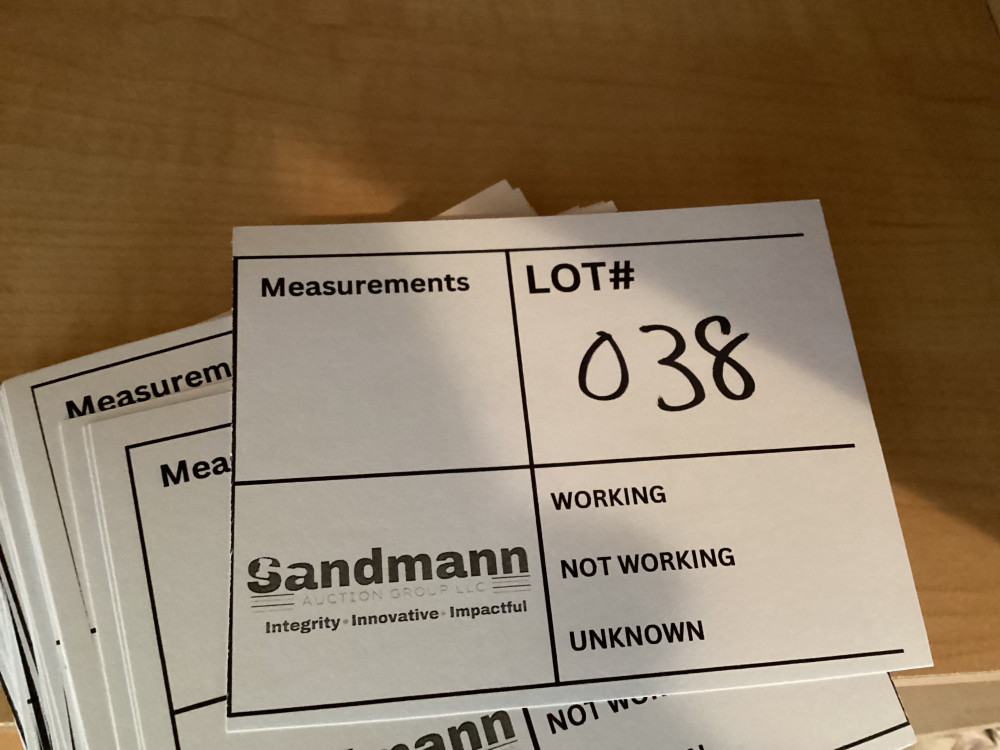 Measurements
LOT#
038
WORKING
NOT WORKING
UNKNOWN
Sandmann
AUCTION GROUP LLC
Integrity • Innovative • Impactful
Measurem
Mea
mann
NOT WO